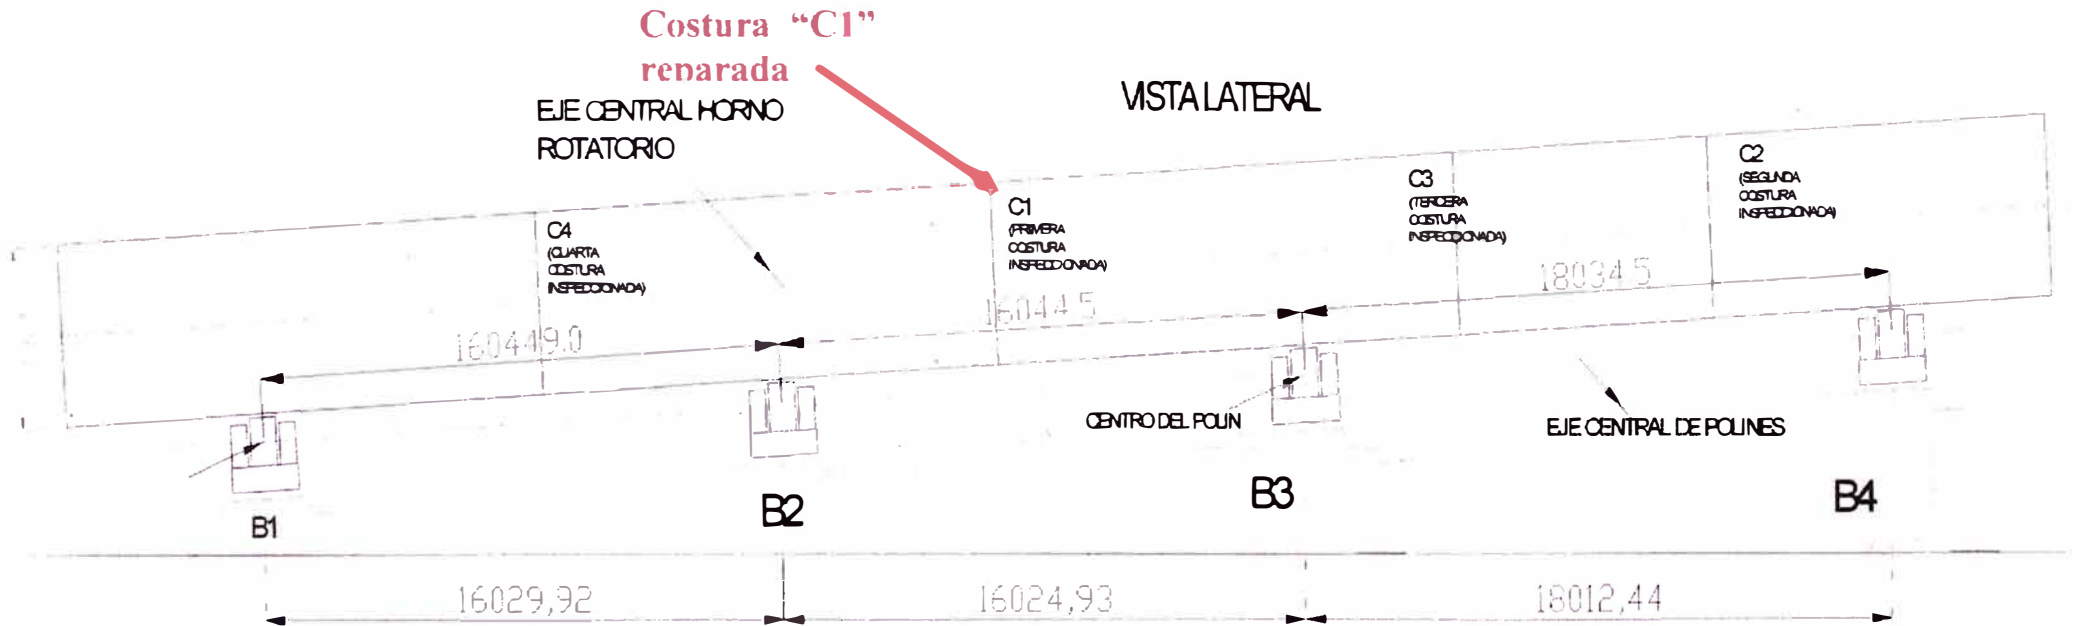 Costura “C1”
reparada
EJE CENTRAL HORNO
ROTATORIO
VISTA LATERAL
C4
(CUARTA
COSTURA
INSPECCIONADA)
C1
(PRIMERA
COSTURA
INSPECCIONADA)
C3
(TERCERA
COSTURA
INSPECCIONADA)
C2
(SEGUNDA
COSTURA
INSPECCIONADA)
160449.0
16044.5
18034.5
CENTRO DEL POLIN
EJE CENTRAL DE POLINES
B1
B2
B3
B4
16029,92
16024,93
18012,44